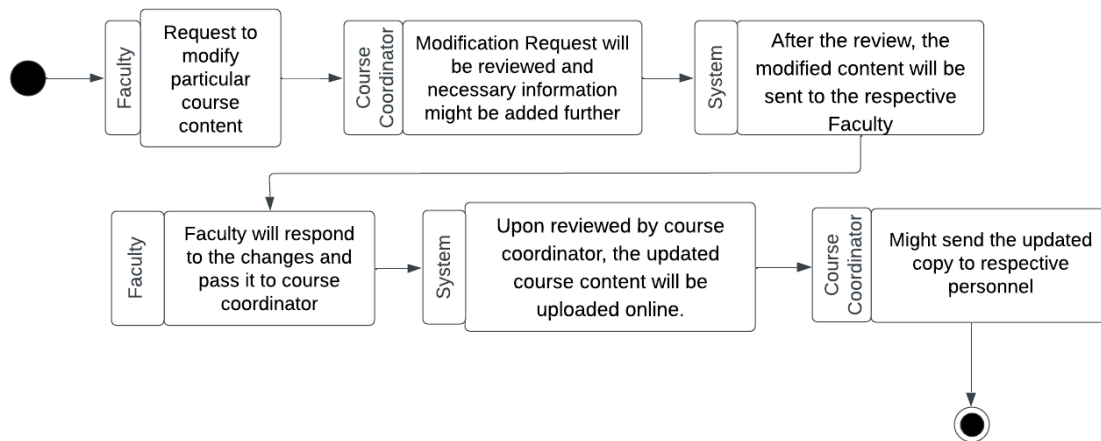 Faculty
Request to
modify
particular
course
content
Course
Coordinator
Modification Request will
be reviewed and
necessary information
might be added further
System
After the review, the
modified content will be
sent to the respective
Faculty
Faculty
Faculty will respond
to the changes and
pass it to course
coordinator
System
Upon reviewed by course
coordinator, the updated
course content will be
uploaded online.
Course
Coordinator
Might send the updated
copy to respective
personnel